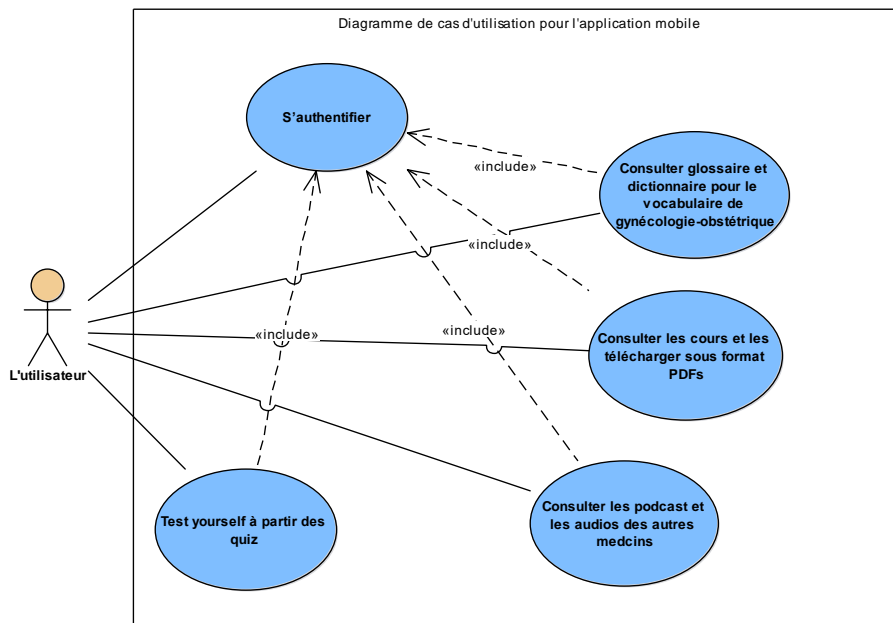 Diagramme de cas d'utilisation pour l'application mobile
S'authentifier
«include»
Consulter glossaire et
dictionnaire pour le
vocabulaire de
gynécologie-obstétrique
«include»
L'utilisateur
«include»
«include»
Consulter les cours et les
télécharger sous format
PDFs
Test yourself à partir des
quiz
Consulter les podcast et
les audios des autres
medcins